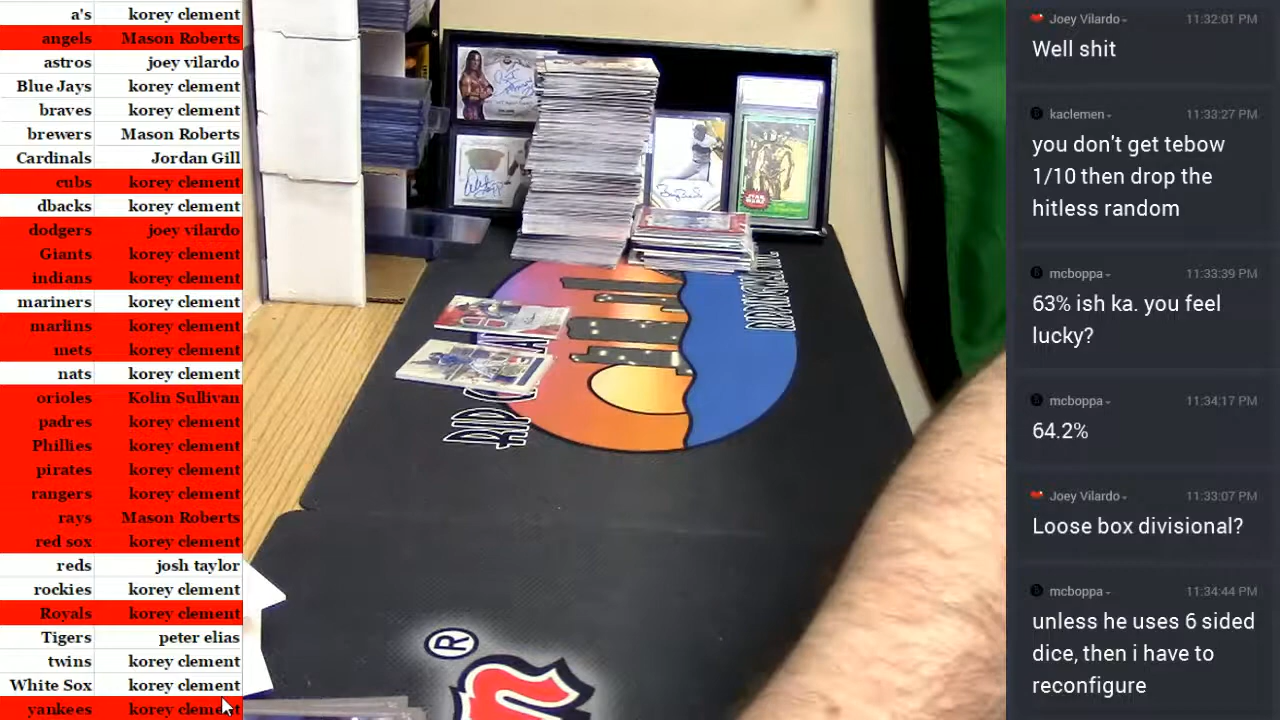 a's korey clement
angels Mason Roberts
astros joey vilardo
Blue Jays korey clement
braves korey clement
brewers Mason Roberts
Cardinals Jordan Gill
cubs korey clement
dbacks korey clement
dodgers joey vilardo
Giants korey clement
indians korey clement
mariners korey clement
marlins korey clement
mets korey clement
nats korey clement
orioles Kolin Sullivan
padres korey clement
Phillies korey clement
pirates korey clement
rangers korey clement
rays Mason Roberts
red sox korey clement
reds josh taylor
rockies korey clement
Royals korey clement
Tigers peter elias
twins korey clement
White Sox korey clement
yankees korey clement
STAR
WARS
RIP
®
Joey Vilardo 11:32:01 PM
Well shit
kaclemen 11:33:27 PM
you don't get tebow
1/10 then drop the
hitless random
mcboppa 11:33:39 PM
63% ish ka. you feel
lucky?
mcboppa 11:34:17 PM
64.2%
Joey Vilardo 11:33:07 PM
Loose box divisional?
mcboppa 11:34:44 PM
unless he uses 6 sided
dice, then i have to
reconfigure